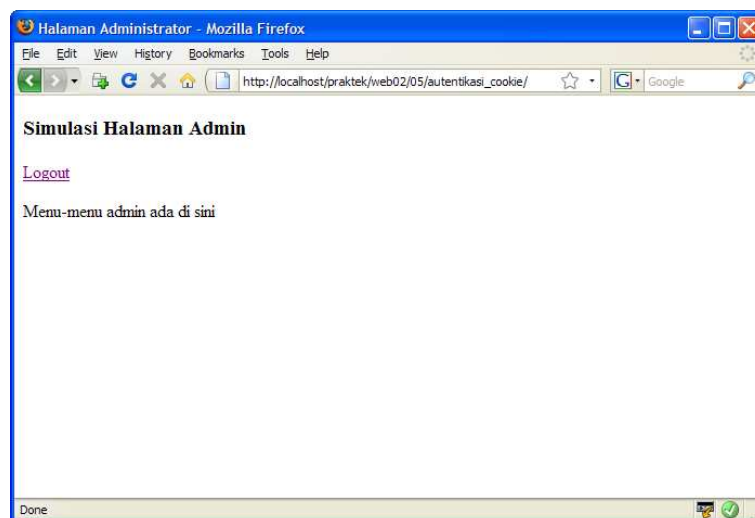 Halaman Administrator - Mozilla Firefox
File Edit View History Bookmarks Tools Help
http://localhost/praktek/web02/05/autentikasi_cookie/ G Google
Simulasi Halaman Admin
Logout
Menu-menu admin ada di sini
Done